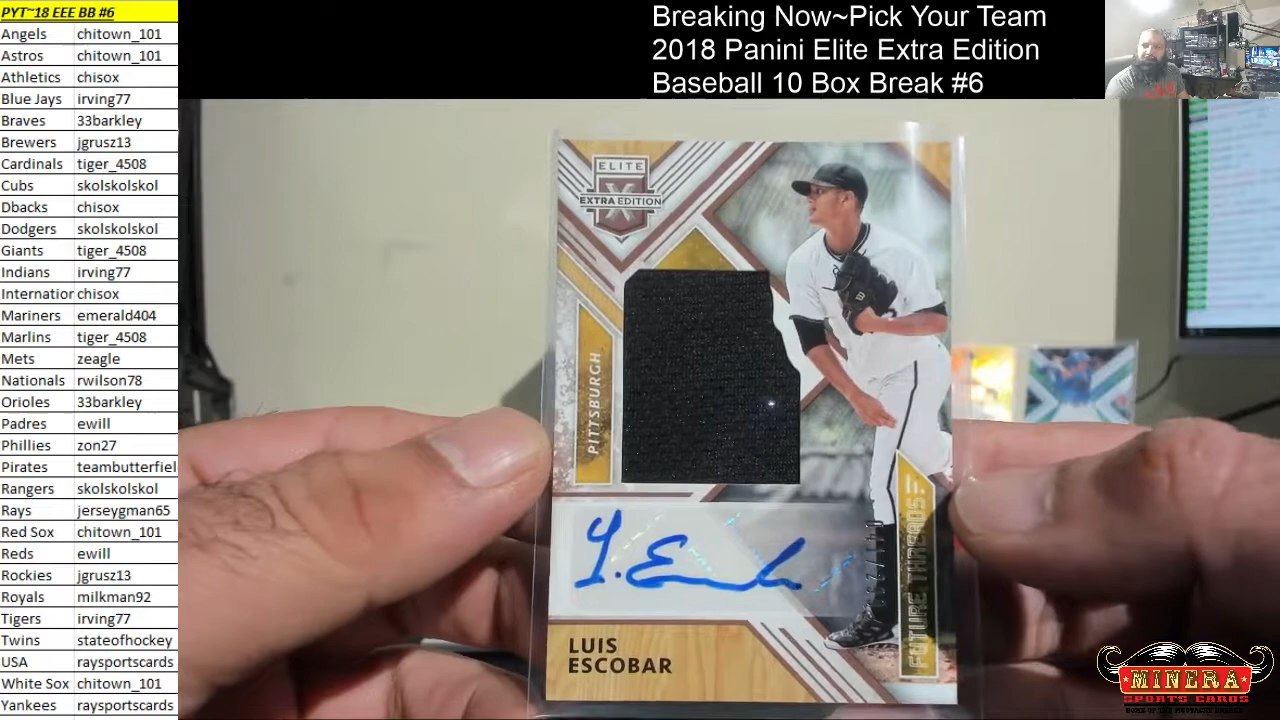 PYT~18 EEE BB #6
Angels chitown_101
Astros chitown_101
Athletics chisox
Blue Jays irving77
Braves 33barkley
Brewers jgrusz13
Cardinals tiger_4508
Cubs skolskolskol
Dbacks chisox
Dodgers skolskolskol
Giants tiger_4508
Indians irving77
Internation chisox
Mariners emerald404
Marlins tiger_4508
Mets zeagle
Nationals rwilson78
Orioles 33barkley
Padres ewill
Phillies zon27
Pirates teambutterfiel
Rangers skolskolskol
Rays jerseygman65
Red Sox chitown_101
Reds ewill
Rockies jgrusz13
Royals milkman92
Tigers irving77
Twins stateofhockey
USA raysportscards
White Sox chitown_101
Yankees raysportscards
Breaking Now~Pick Your Team
2018 Panini Elite Extra Edition
Baseball 10 Box Break #6
ELITE
X
EXTRA EDITION
PITTSBURGH
FUTURE THREADS
LUIS
ESCOBAR
MINERA
SPORTS CARDS